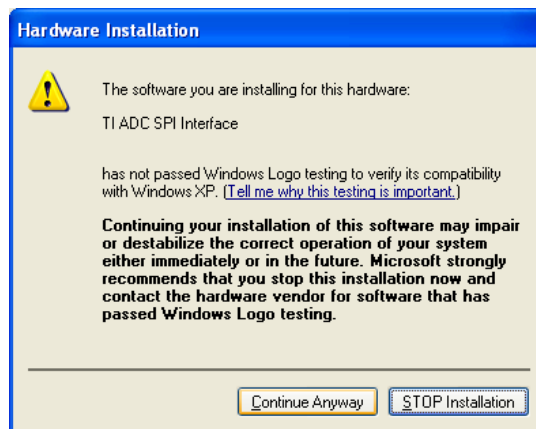 Hardware Installation
The software you are installing for this hardware:
TI ADC SPI Interface
has not passed Windows Logo testing to verify its compatibility
with Windows XP. (Tell me why this testing is important.)
Continuing your installation of this software may impair
or destabilize the correct operation of your system
either immediately or in the future. Microsoft strongly
recommends that you stop this installation now and
contact the hardware vendor for software that has
passed Windows Logo testing.
Continue Anyway STOP Installation